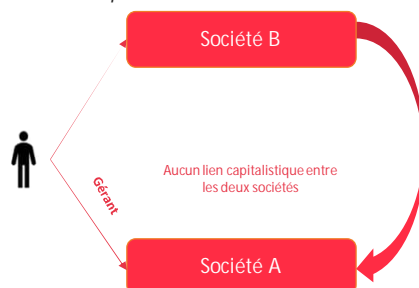 Société B
Aucun lien capitalistique entre
les deux sociétés
Gérant
Société A